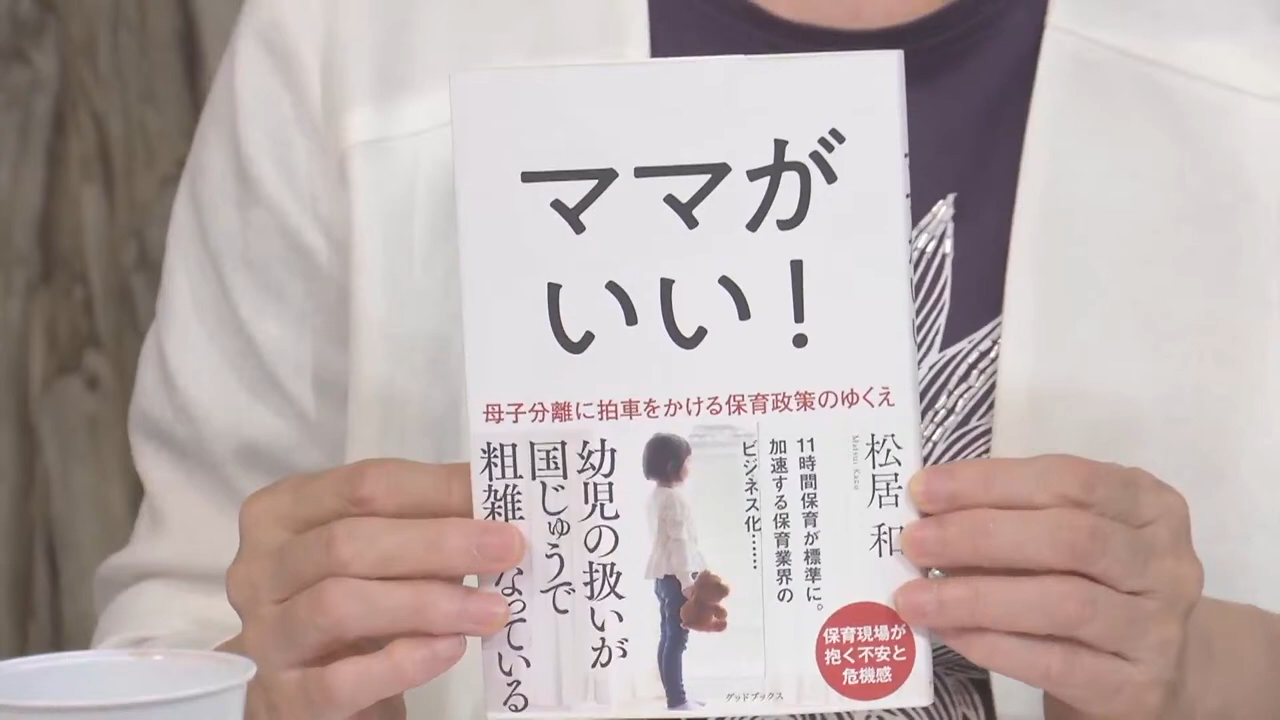 ママが
いい！
母子分離に拍車をかける保育政策のゆくえ
松居 和
Matsui Kazu
11時間保育が標準に。
加速する保育業界の
ビジネス化……
幼児の扱いが
国じゅうで
粗雑 なっている
保育現場が
抱く不安と
危機感
グッドブックス